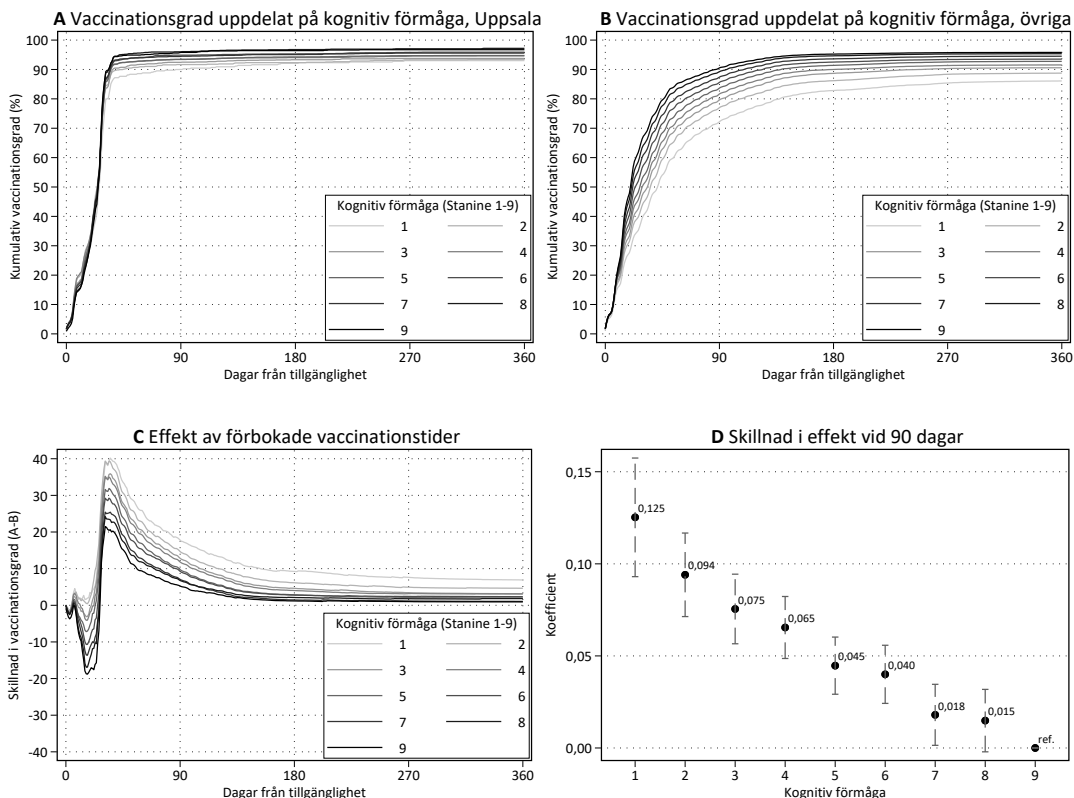 A Vaccinationsgrad uppdelat på kognitiv förmåga, Uppsala
100
90
80
70
60
50
40
30
20
10
0
Kumulativ vaccinationsgrad (%)
Kognitiv förmåga (Stanine 1-9)
1 2
3 4
5 6
7 8
9
0 90 180 270 360
Dagar från tillgänglighet
B Vaccinationsgrad uppdelat på kognitiv förmåga, övriga
100
90
80
70
60
50
40
30
20
10
0
Kumulativ vaccinationsgrad (%)
Kognitiv förmåga (Stanine 1-9)
1 2
3 4
5 6
7 8
9
0 90 180 270 360
Dagar från tillgänglighet
C Effekt av förbokade vaccinationstider
40
30
20
10
0
-10
-20
-30
-40
Skillnad i vaccinationsgrad (A-B)
Kognitiv förmåga (Stanine 1-9)
1 2
3 4
5 6
7 8
9
0 90 180 270 360
Dagar från tillgänglighet
D Skillnad i effekt vid 90 dagar
0,15
0,10
0,05
0,00
Koefficient
0,125
0,094
0,075
0,065
0,045
0,040
0,018
0,015
ref.
1 2 3 4 5 6 7 8 9
Kognitiv förmåga